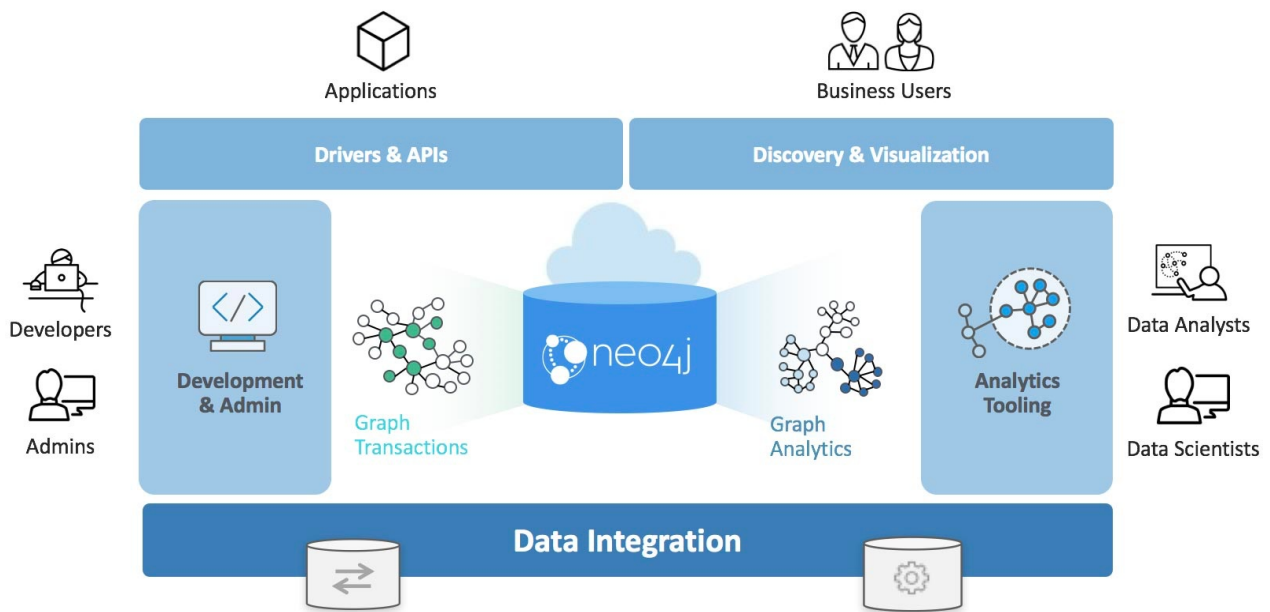 Applications
Business Users
Drivers & APIs
Discovery & Visualization
Developers
Admins
</>
Development
& Admin
Graph
Transactions
neo4j
Graph
Analytics
Analytics
Tooling
Data Analysts
Data Scientists
Data Integration